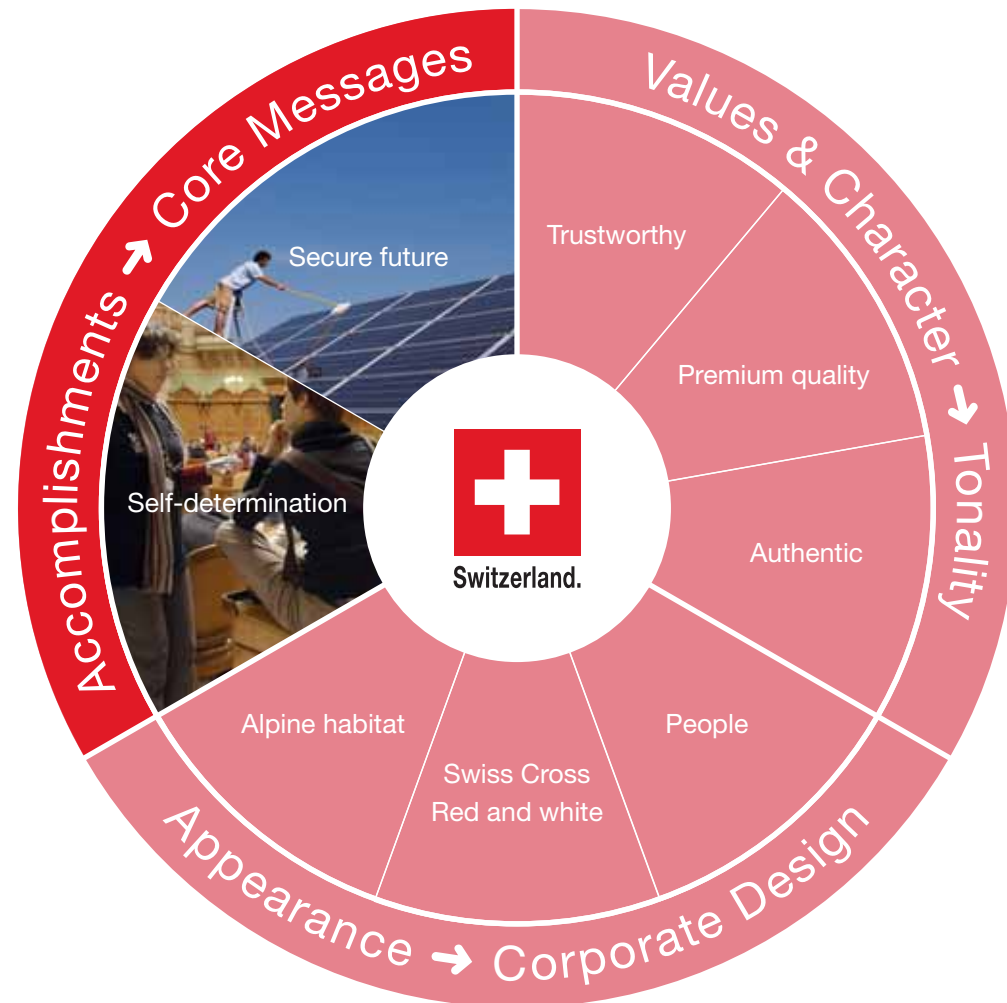 Accomplishments ➔ Core Messages
Values & Character ➔ Tonality
Appearance ➔ Corporate Design
Secure future
Self-determination
Trustworthy
Premium quality
Authentic
People
Swiss Cross
Red and white
Alpine habitat
Switzerland.